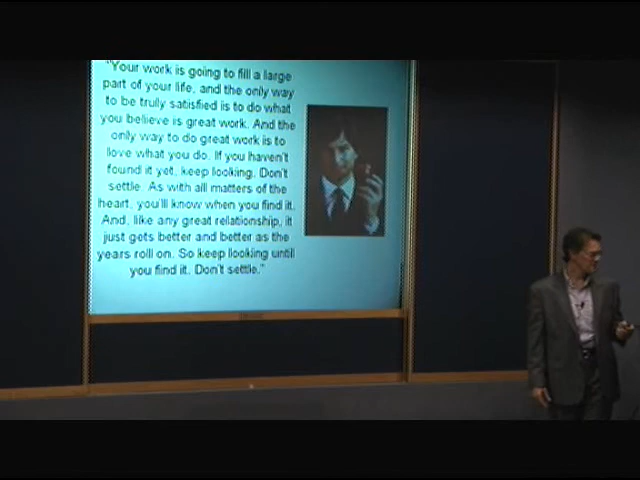 "Your work is going to fill a large
part of your life, and the only way
to be truly satisfied is to do what
you believe is great work. And the
only way to do great work is to
love what you do. If you haven't
found it yet, keep looking. Don't
settle. As with all matters of the
heart, you'll know when you find it.
And, like any great relationship, it
just gets better and better as the
years roll on. So keep looking until
you find it. Don't settle."